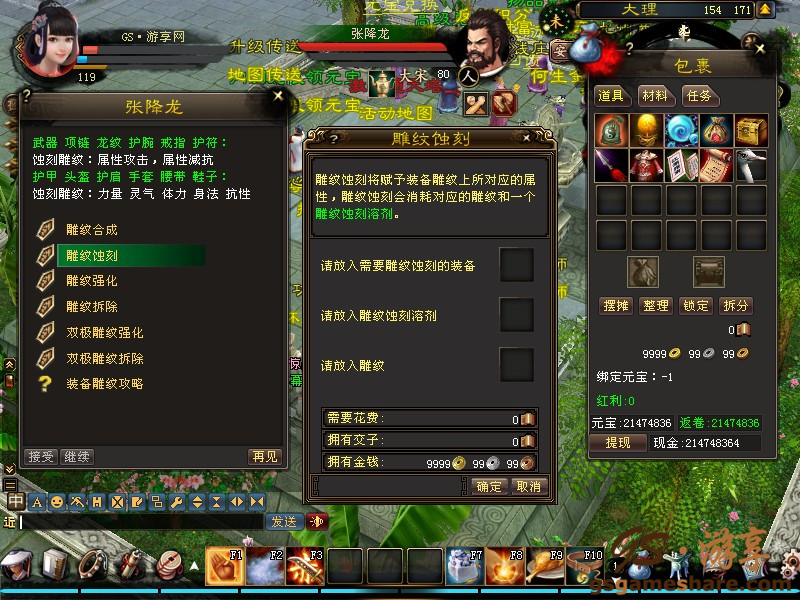 GS·游享网
119
升级传送
地图传送
领元宝
活动地图
张降龙
大宋 80
人
大理 154 171
未
张降龙
武器 项链 龙纹 护腕 戒指 护符：
蚀刻雕纹：属性攻击，属性减抗
护甲 头盔 护肩 手套 腰带 鞋子：
蚀刻雕纹：力量 灵气 体力 身法 抗性
雕纹合成
雕纹蚀刻
雕纹强化
雕纹拆除
双极雕纹强化
双极雕纹拆除
装备雕纹攻略
接受 继续 再见
雕纹蚀刻
雕纹蚀刻将赋予装备雕纹上所对应的属
性，雕纹蚀刻会消耗对应的雕纹和一个
雕纹蚀刻溶剂。
请放入需要雕纹蚀刻的装备
请放入雕纹蚀刻溶剂
请放入雕纹
需要花费： 0
拥有交子： 0
拥有金钱： 9999 99 99
确定 取消
包裹
道具 材料 任务
摆摊 整理 锁定 拆分
0
9999 99 99
绑定元宝：-1
红利:0
元宝:21474836 返卷:21474836
提现 现金:214748364
中 A H
近 发送
F1 F2 F3 F7 F8 F9 F10
GS 游享
gsgameshare.com